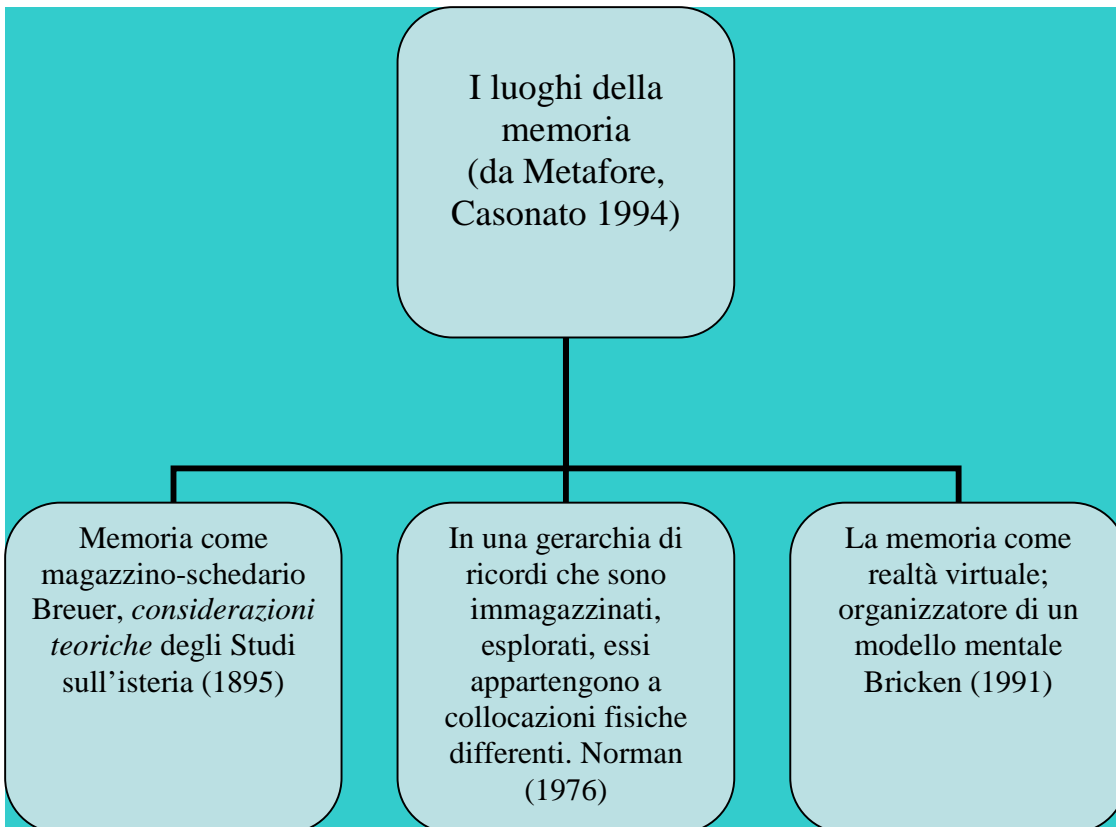 I luoghi della
memoria
(da Metafore,
Casonato 1994)
Memoria come
magazzino-schedario
Breuer, considerazioni
teoriche degli Studi
sull’isteria (1895)
In una gerarchia di
ricordi che sono
immagazzinati,
esplorati, essi
appartengono a
collocazioni fisiche
differenti. Norman
(1976)
La memoria come
realtà virtuale;
organizzatore di un
modello mentale
Bricken (1991)